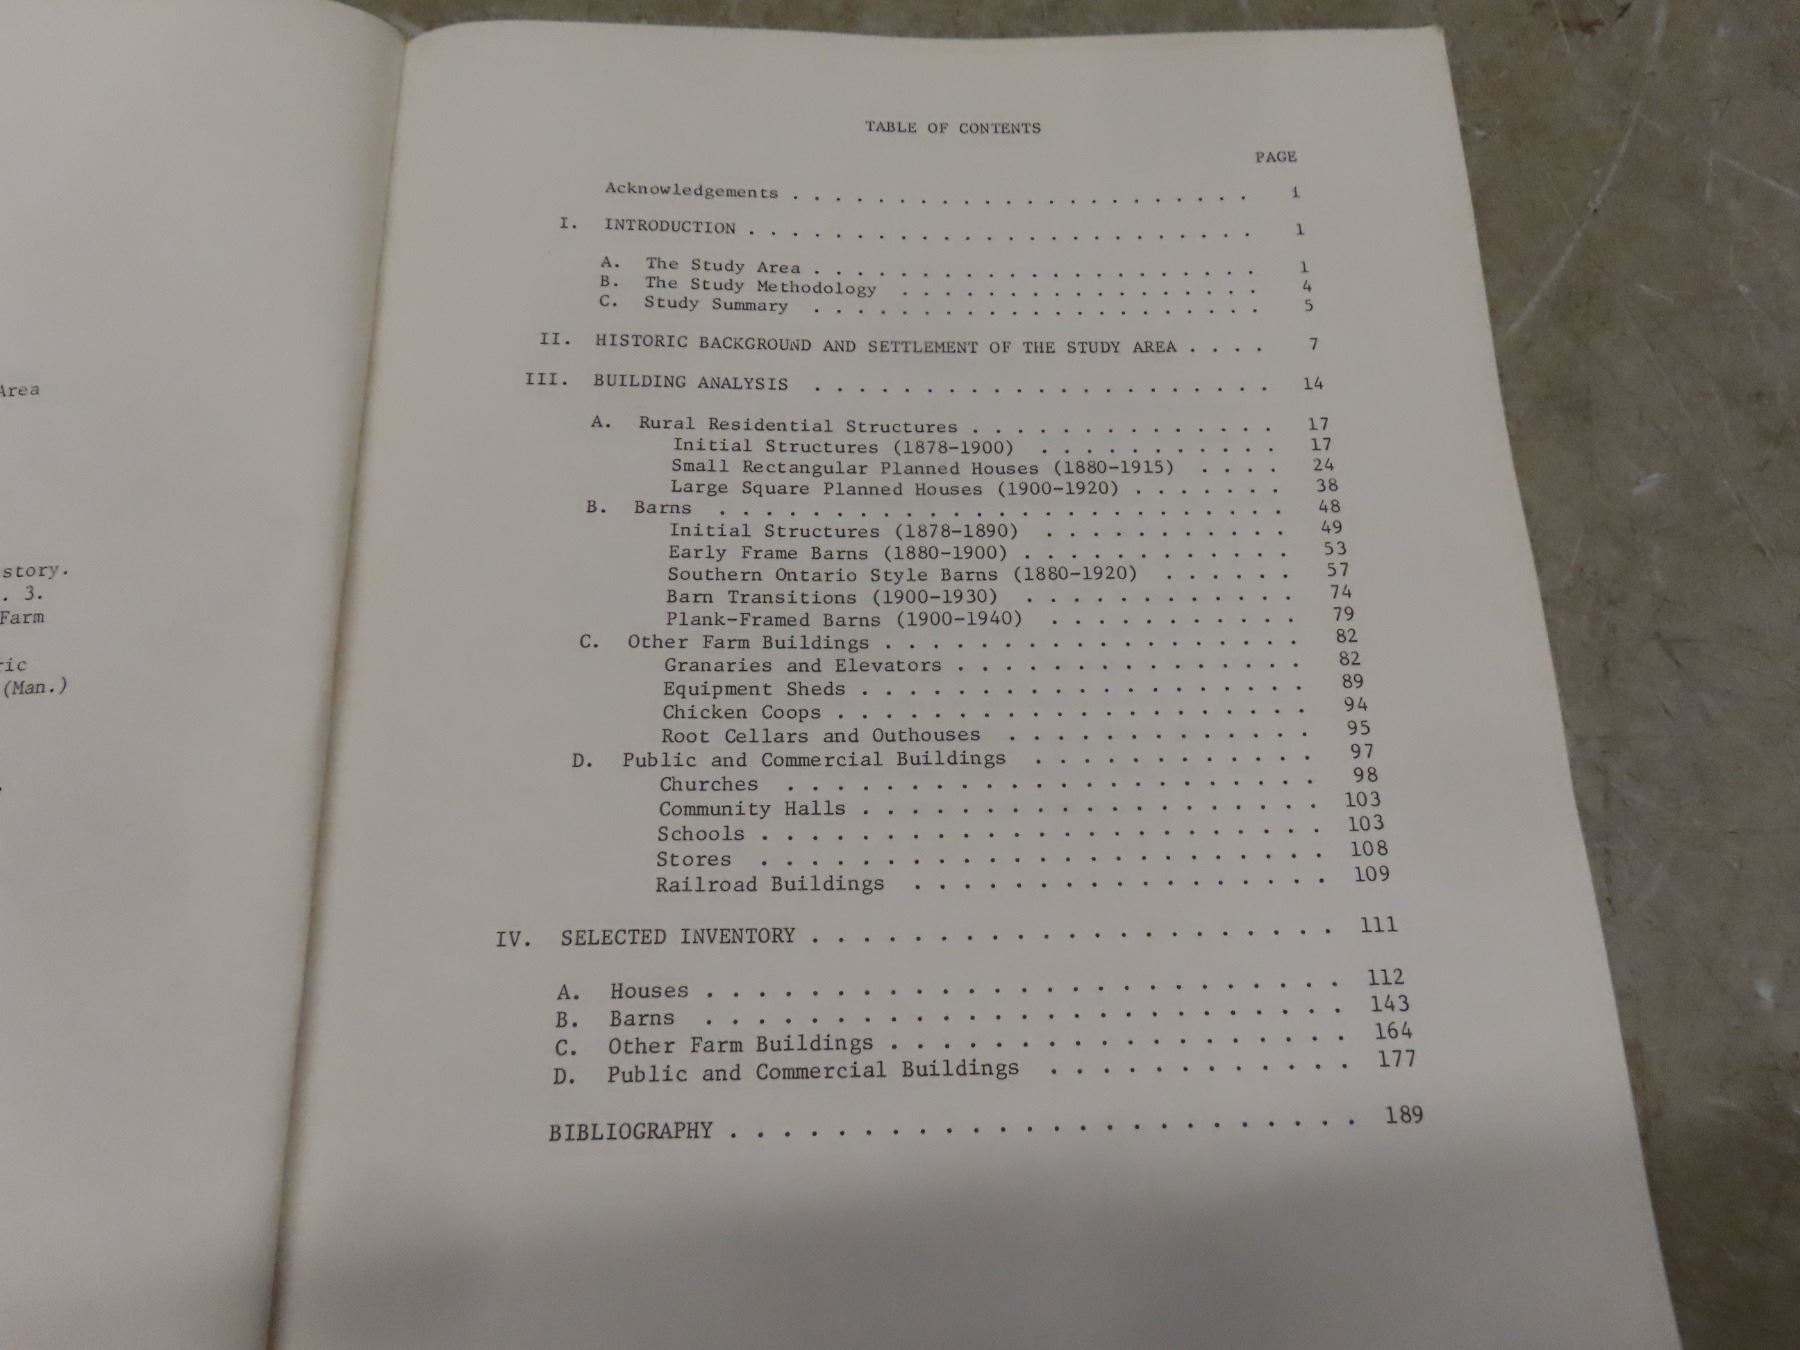 Area
story.
. 3.
Farm
ric
(Man.)
TABLE OF CONTENTS
PAGE
Acknowledgements . . . . . . . . . . . . . . . . . . . . . . i
I. INTRODUCTION . . . . . . . . . . . . . . . . . . . . . . . . 1
A. The Study Area . . . . . . . . . . . . . . . . . . . . . 1
B. The Study Methodology . . . . . . . . . . . . . . . . . 4
C. Study Summary . . . . . . . . . . . . . . . . . . . . . 5
II. HISTORIC BACKGROUND AND SETTLEMENT OF THE STUDY AREA . . . . 7
III. BUILDING ANALYSIS . . . . . . . . . . . . . . . . . . . . . 14
A. Rural Residential Structures . . . . . . . . . . . . . . 17
Initial Structures (1878-1900) . . . . . . . . . . . 17
Small Rectangular Planned Houses (1880-1915) . . . . 24
Large Square Planned Houses (1900-1920) . . . . . . . 38
B. Barns . . . . . . . . . . . . . . . . . . . . . . . . . 48
Initial Structures (1878-1890) . . . . . . . . . . . 49
Early Frame Barns (1880-1900) . . . . . . . . . . . . 53
Southern Ontario Style Barns (1880-1920) . . . . . . 57
Barn Transitions (1900-1930) . . . . . . . . . . . . 74
Plank-Framed Barns (1900-1940) . . . . . . . . . . . 79
C. Other Farm Buildings . . . . . . . . . . . . . . . . . . 82
Granaries and Elevators . . . . . . . . . . . . . . . 82
Equipment Sheds . . . . . . . . . . . . . . . . . . . 89
Chicken Coops . . . . . . . . . . . . . . . . . . . . 94
Root Cellars and Outhouses . . . . . . . . . . . . . 95
D. Public and Commercial Buildings . . . . . . . . . . . . 97
Churches . . . . . . . . . . . . . . . . . . . . . . 98
Community Halls . . . . . . . . . . . . . . . . . . . 103
Schools . . . . . . . . . . . . . . . . . . . . . . . 103
Stores . . . . . . . . . . . . . . . . . . . . . . . 108
Railroad Buildings . . . . . . . . . . . . . . . . . 109
IV. SELECTED INVENTORY . . . . . . . . . . . . . . . . . . . . . 111
A. Houses . . . . . . . . . . . . . . . . . . . . . . . . . 112
B. Barns . . . . . . . . . . . . . . . . . . . . . . . . . 143
C. Other Farm Buildings . . . . . . . . . . . . . . . . . . 164
D. Public and Commercial Buildings . . . . . . . . . . . . 177
BIBLIOGRAPHY . . . . . . . . . . . . . . . . . . . . . . . . 189